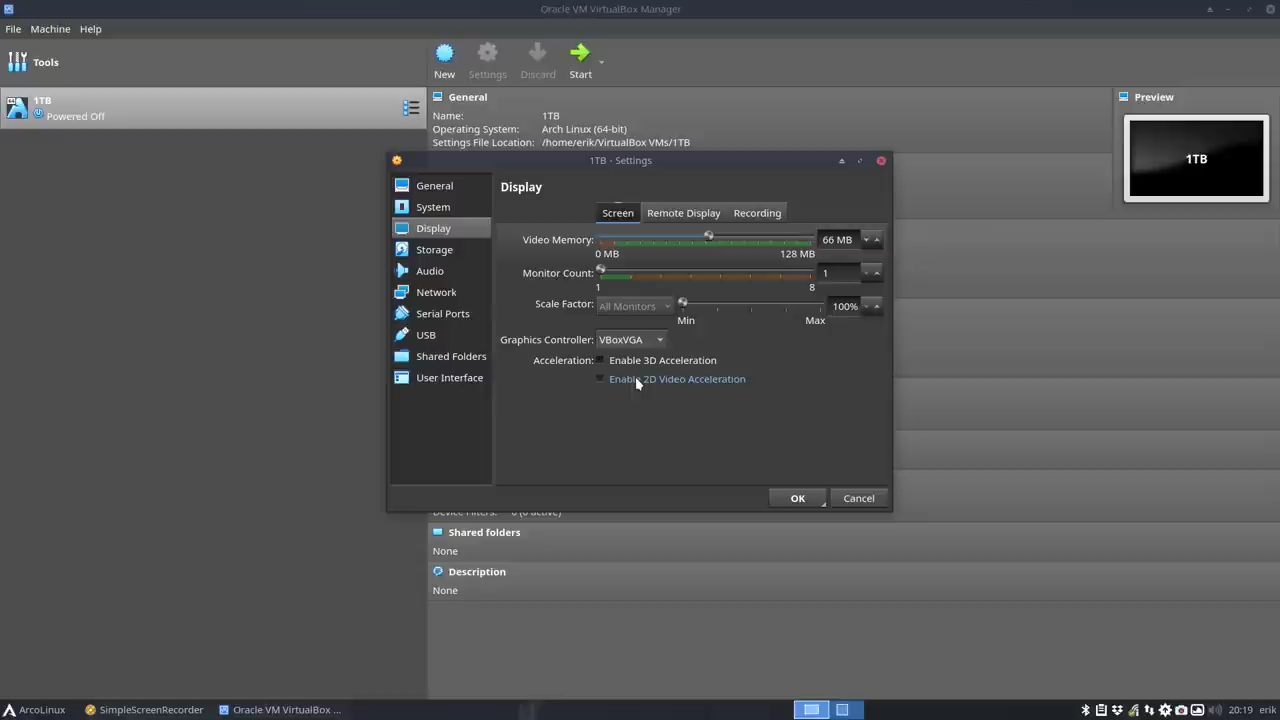 Oracle VM VirtualBox Manager
File Machine Help
Tools
New Settings Discard Start
1TB
Powered Off
General
Name: 1TB
Operating System: Arch Linux (64-bit)
Settings File Location: /home/erik/VirtualBox VMs/1TB
Preview
1TB
1TB - Settings
General
System
Display
Storage
Audio
Network
Serial Ports
USB
Shared Folders
User Interface
Display
Screen Remote Display Recording
Video Memory: 66 MB
0 MB 128 MB
Monitor Count: 1
1 8
Scale Factor: All Monitors 100%
Min Max
Graphics Controller: VBoxVGA
Acceleration: Enable 3D Acceleration
Enable 2D Video Acceleration
OK Cancel
Device Filters: 0 (0 active)
Shared folders
None
Description
None
ArcoLinux SimpleScreenRecorder Oracle VM VirtualBox ... 20:19 erik